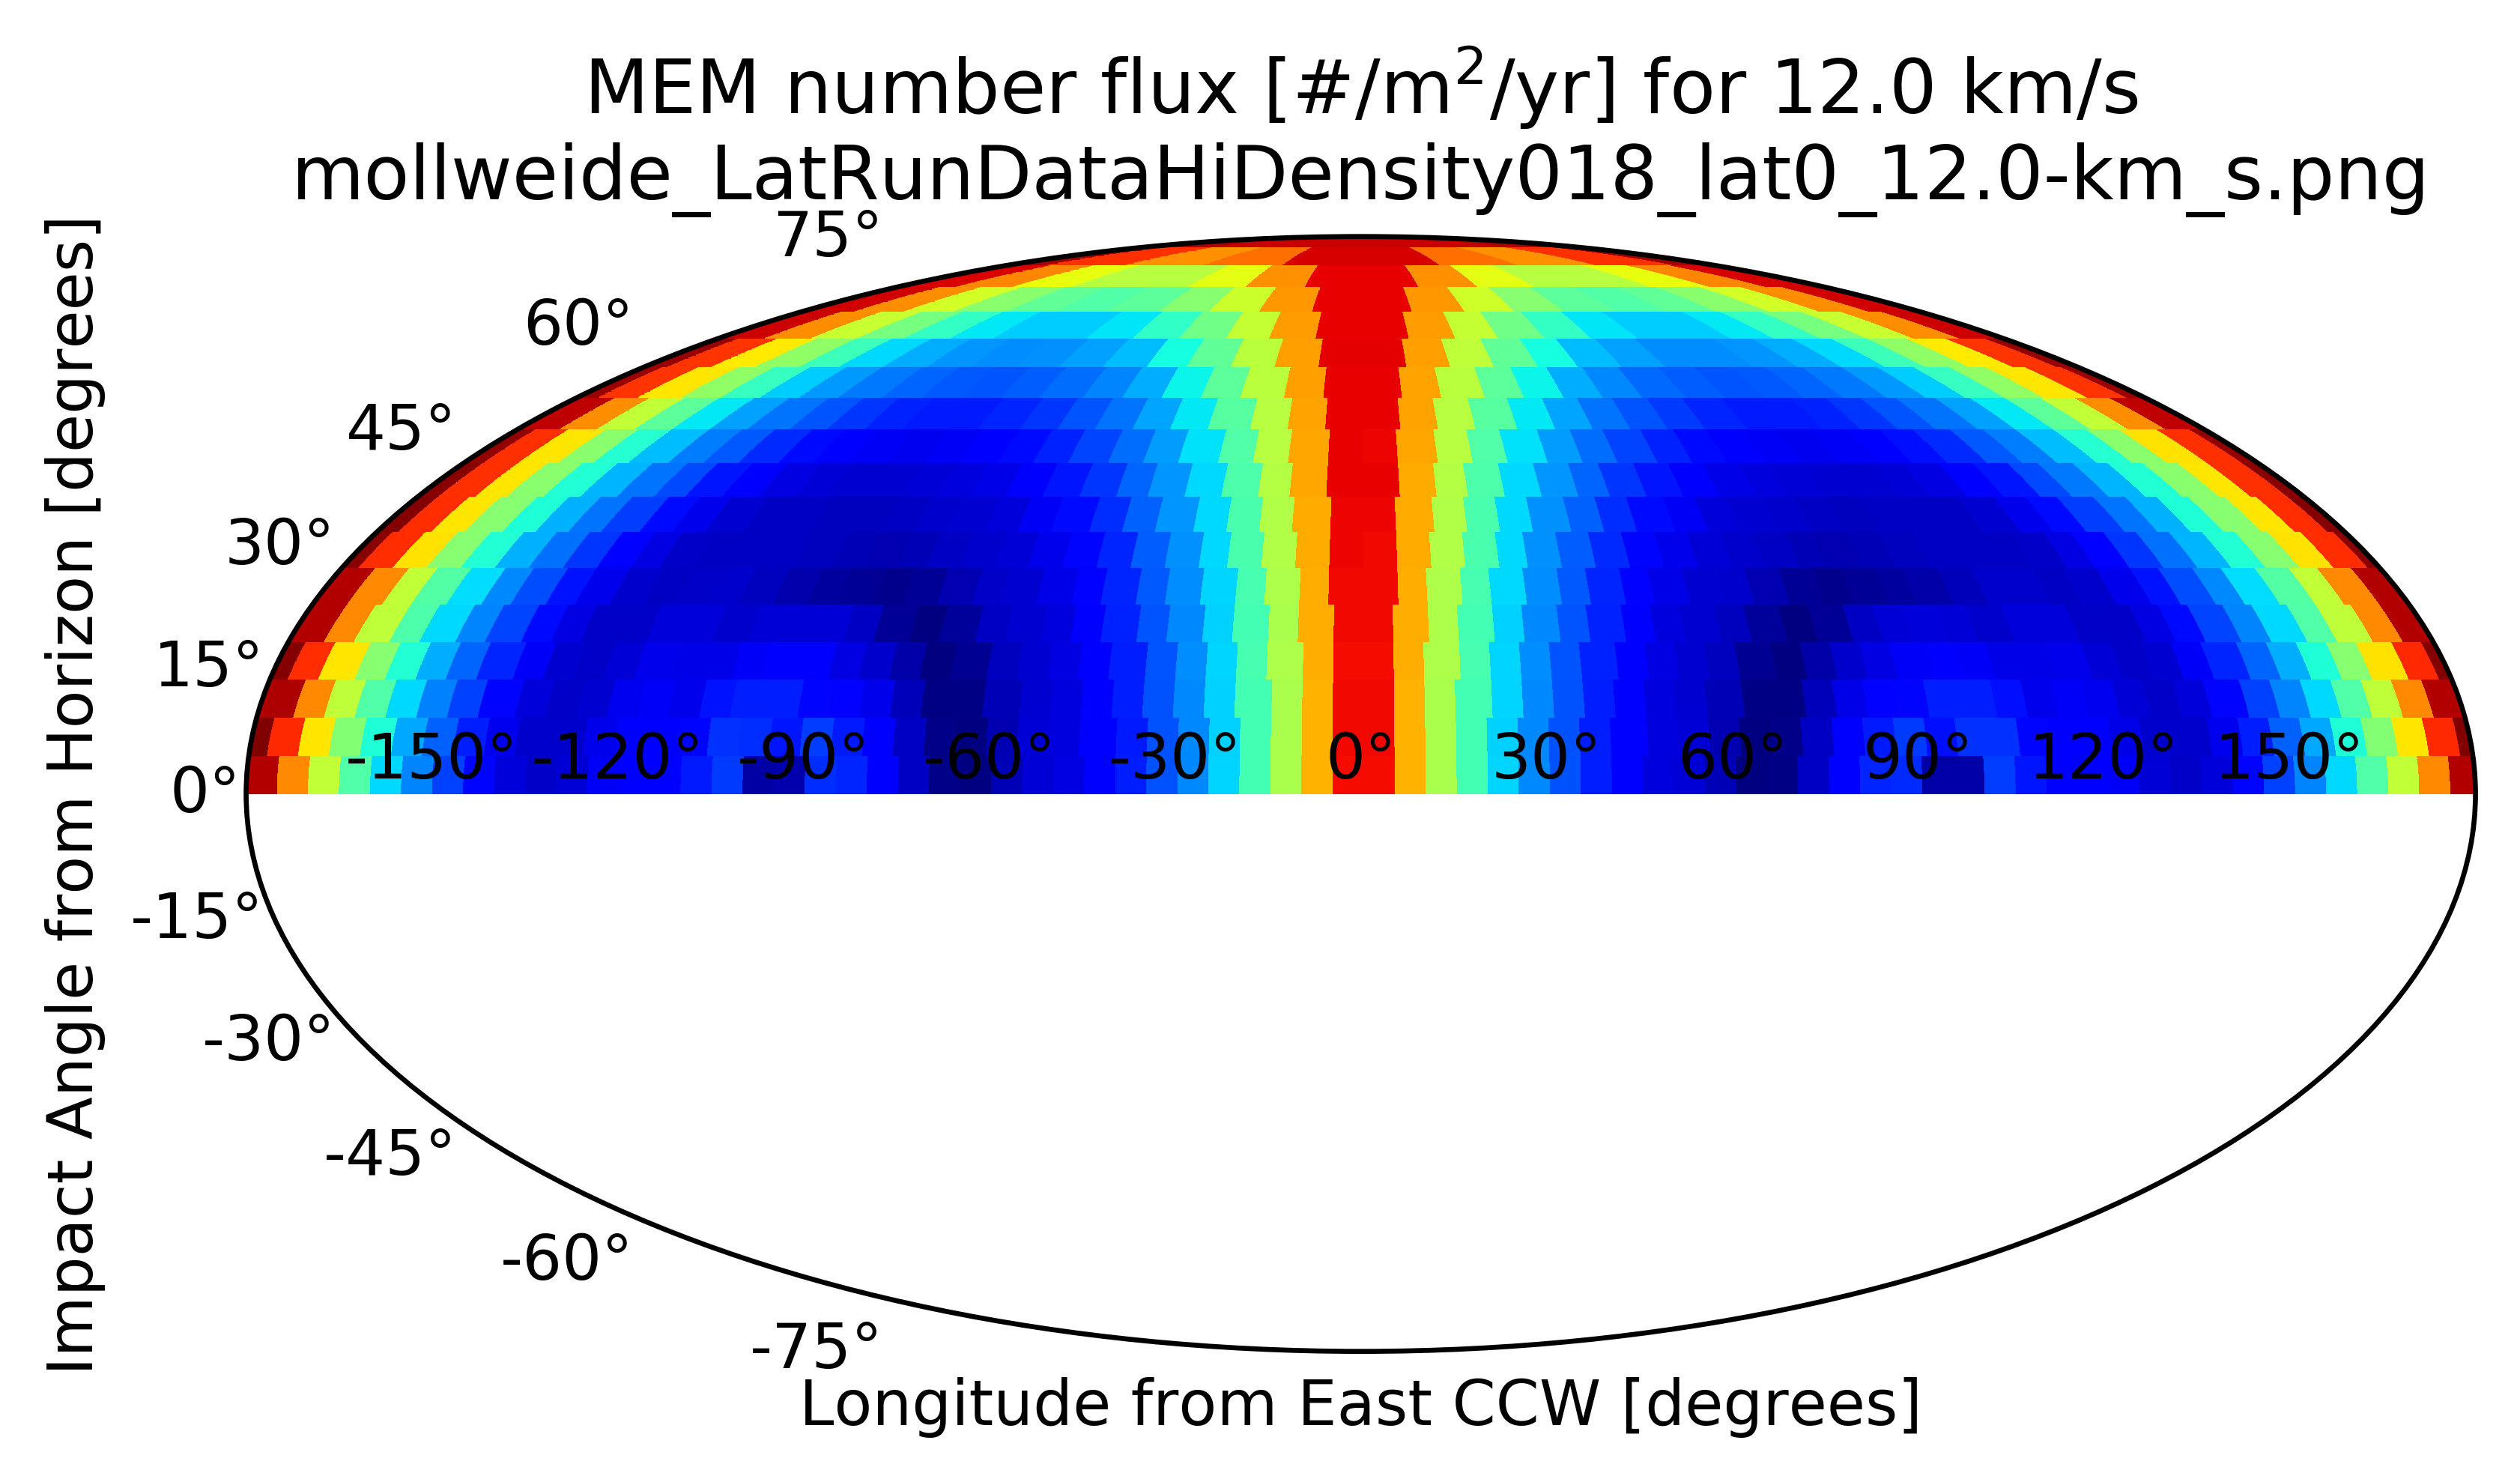 MEM number flux [#/m²/yr] for 12.0 km/s
mollweide_LatRunDataHiDensity018_lat0_12.0-km_s.png
Impact Angle from Horizon [degrees]
75°
60°
45°
30°
15°
0°
-15°
-30°
-45°
-60°
-75°
-150° -120° -90° -60° -30° 0° 30° 60° 90° 120° 150°
Longitude from East CCW [degrees]